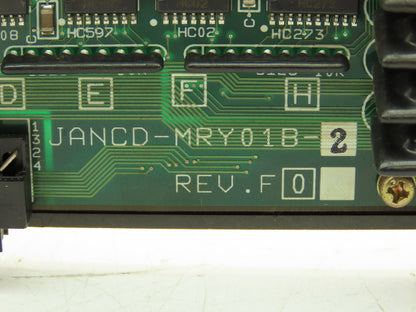 HC597
HC02
HC273
D
E
H
1
3
2
4
JANCD-MRY01B-2
REV.F0